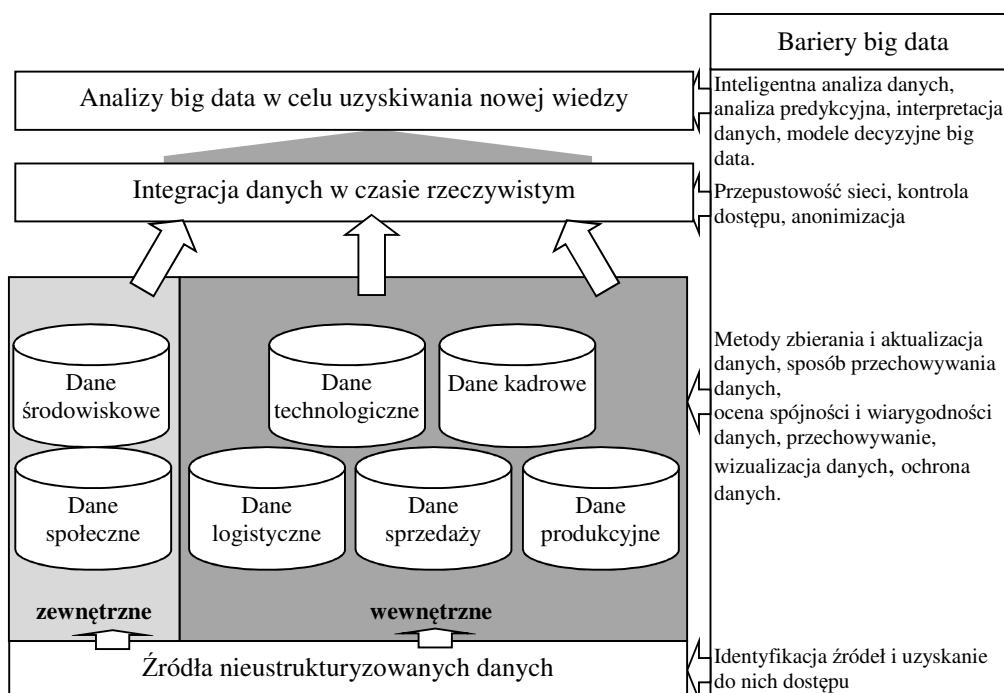 Bariery big data
Analizy big data w celu uzyskiwania nowej wiedzy
Inteligentna analiza danych,
analiza predykcyjna, interpretacja
danych, modele decyzyjne big
data.
Integracja danych w czasie rzeczywistym
Przepustowość sieci, kontrola
dostępu, anonimizacja
Dane
środowiskowe
Dane
technologiczne
Dane kadrowe
Dane
społeczne
Dane
logistyczne
Dane
sprzedaży
Dane
produkcyjne
Metody zbierania i aktualizacja
danych, sposób przechowywania
danych,
ocena spójności i wiarygodności
danych, przechowywanie,
wizualizacja danych, ochrona
danych.
zewnętrzne
wewnętrzne
Źródła nieustrukturyzowanych danych
Identyfikacja źródeł i uzyskanie
do nich dostępu